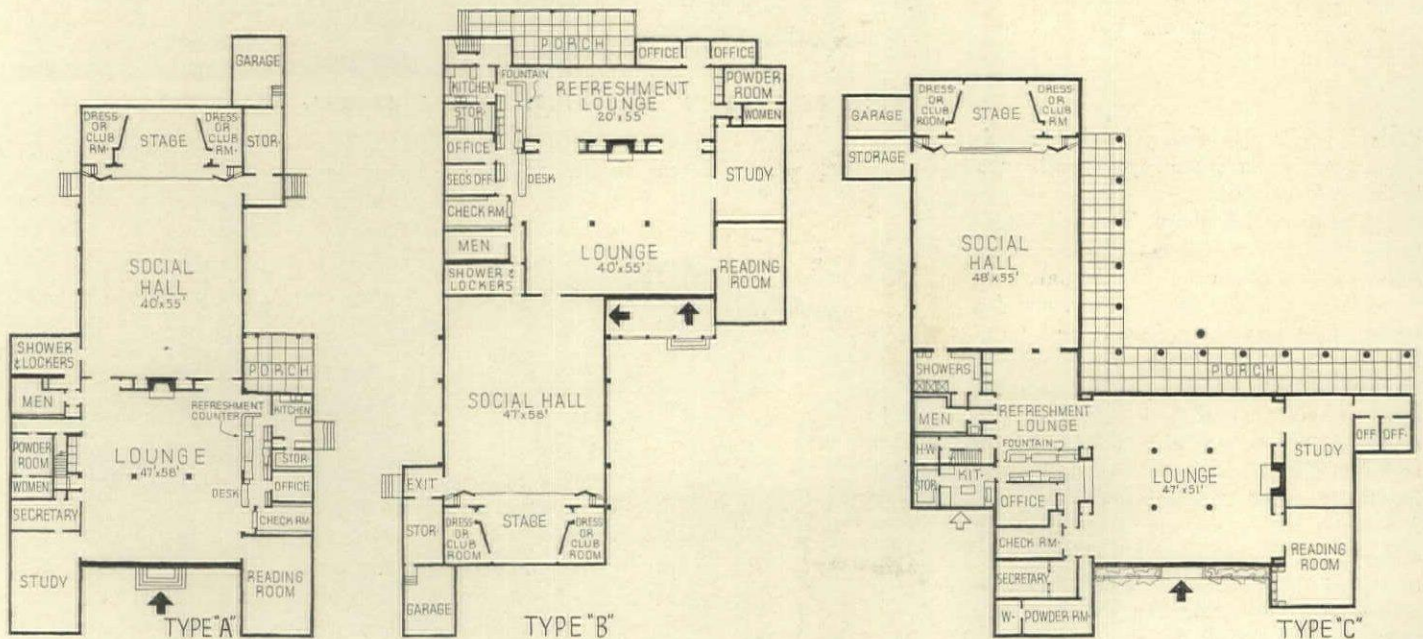 GARAGE
DRESS·
OR
CLUB
RM·
STAGE
DRESS·
OR
CLUB
RM·
STOR·
SOCIAL
HALL
40'x55'
SHOWER
& LOCKERS
PORCH
MEN
REFRESHMENT
COUNTER
KITCHEN
POWDER
ROOM
LOUNGE
47'x58'
STOR·
WOMEN
DESK
OFFICE
SECRETARY
CHECK RM·
STUDY
READING
ROOM
TYPE "A"
PORCH
OFFICE
OFFICE
KITCHEN
FOUNTAIN
REFRESHMENT
LOUNGE
20'x55'
POWDER
ROOM
STOR·
WOMEN
OFFICE
SEC'S OFF·
DESK
STUDY
CHECK RM·
MEN
LOUNGE
40'x55'
SHOWER &
LOCKERS
READING
ROOM
SOCIAL HALL
47'x58'
EXIT
STOR·
DRESS·
OR
CLUB
ROOM
STAGE
DRESS·
OR CLUB
ROOM
GARAGE
TYPE "B"
GARAGE
DRESS·
OR CLUB
ROOM
STAGE
DRESS·
OR CLUB
RM·
STORAGE
SOCIAL
HALL
48'x55'
SHOWERS
PORCH
MEN
REFRESHMENT
LOUNGE
H·W·
FOUNTAIN
STOR·
KIT·
LOUNGE
47'x51'
STUDY
OFF·
OFF·
OFFICE
CHECK RM·
READING
ROOM
SECRETARY
W·
POWDER RM·
TYPE "C"